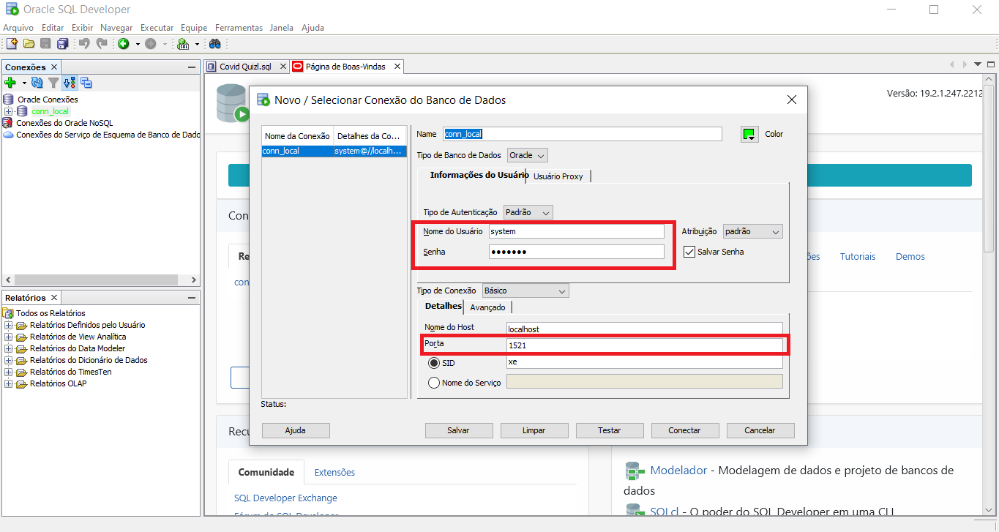 Oracle SQL Developer
Arquivo Editar Exibir Navegar Executar Equipe Ferramentas Janela Ajuda
Conexões
Oracle Conexões
conn_local
Conexões do Oracle NoSQL
Conexões do Serviço de Esquema de Banco de Dado
Relatórios
Todos os Relatórios
Relatórios Definidos pelo Usuário
Relatórios de View Analítica
Relatórios do Data Modeler
Relatórios do Dicionário de Dados
Relatórios do TimesTen
Relatórios OLAP
Covid Quizl.sql
Página de Boas-Vindas
Versão: 19.2.1.247.2212
Con
Re
con
ões Tutoriais Demos
Novo / Selecionar Conexão do Banco de Dados
Nome da Conexão Detalhes da Co...
conn_local system@//localh...
Name conn_local Color
Tipo de Banco de Dados Oracle
Informações do Usuário Usuário Proxy
Tipo de Autenticação Padrão
Nome do Usuário system Atribuição padrão
Senha ●●●●●●● Salvar Senha
Tipo de Conexão Básico
Detalhes Avançado
Nome do Host localhost
Porta 1521
SID xe
Nome do Serviço
Status:
Ajuda Salvar Limpar Testar Conectar Cancelar
Recu
Comunidade Extensões
SQL Developer Exchange
Fórum do SQL Developer
Modelador - Modelagem de dados e projeto de bancos de
dados
SQLcl - O poder do SQL Developer em uma CLI